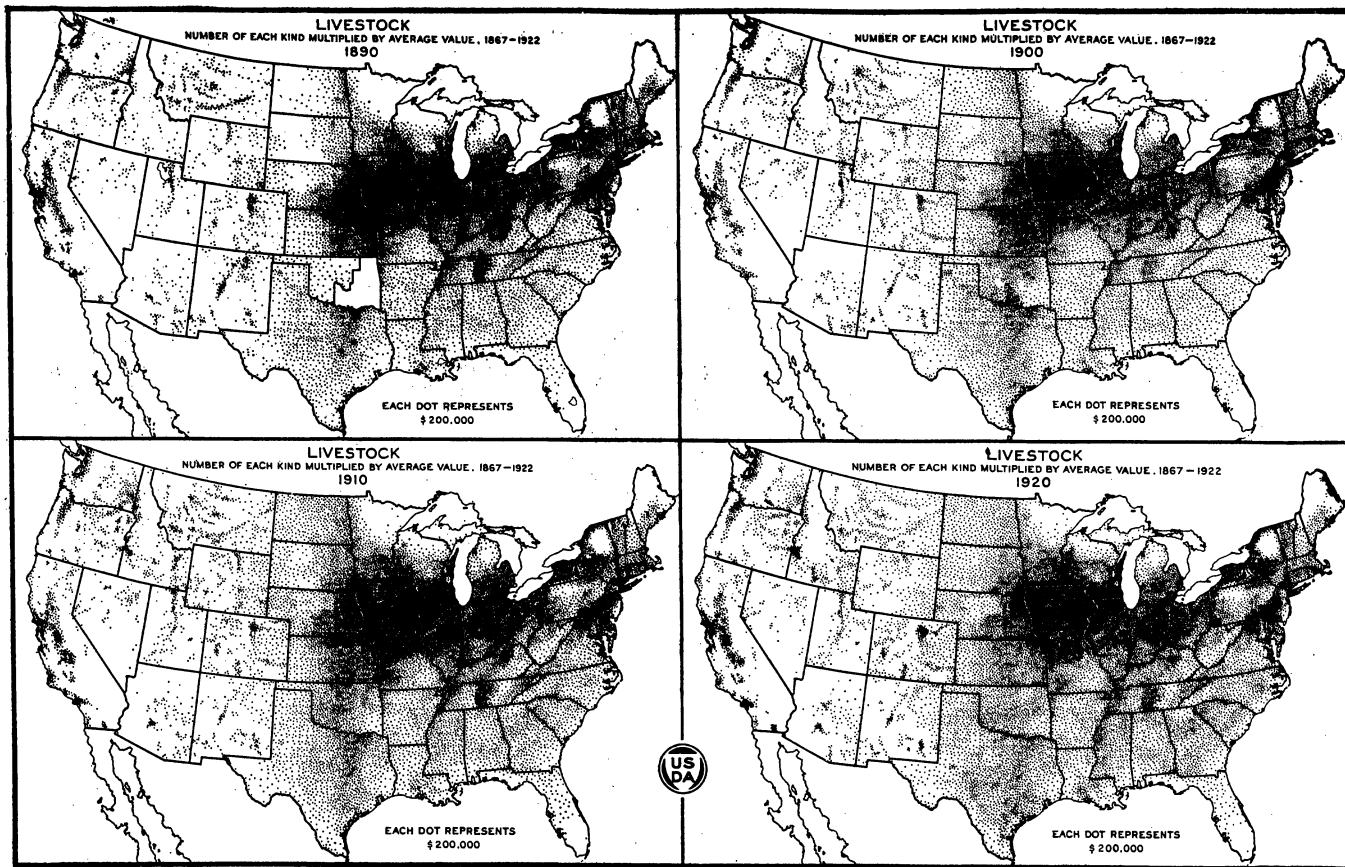 LIVESTOCK
NUMBER OF EACH KIND MULTIPLIED BY AVERAGE VALUE, 1867–1922
1890
EACH DOT REPRESENTS
$200,000
LIVESTOCK
NUMBER OF EACH KIND MULTIPLIED BY AVERAGE VALUE. 1867–1922
1900
EACH DOT REPRESENTS
$200,000
LIVESTOCK
NUMBER OF EACH KIND MULTIPLIED BY AVERAGE VALUE. 1867–1922
1910
EACH DOT REPRESENTS
$200,000
LIVESTOCK
NUMBER OF EACH KIND MULTIPLIED BY AVERAGE VALUE. 1867–1922
1920
EACH DOT REPRESENTS
$200,000
US
DA